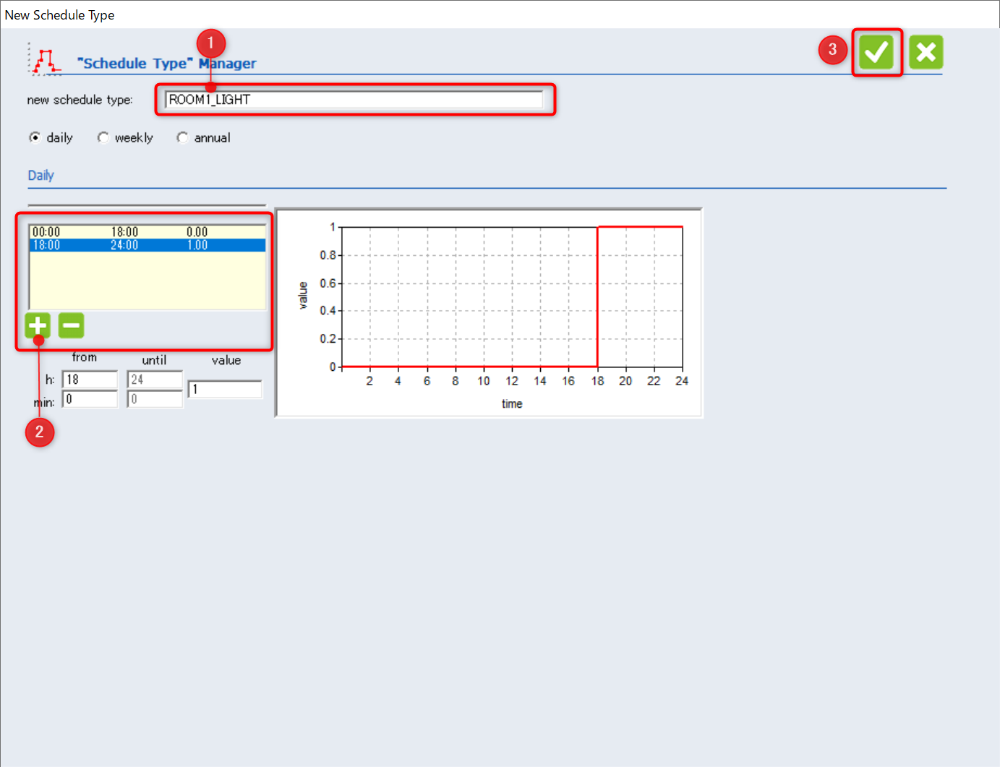 New Schedule Type
1
3
"Schedule Type" Manager
new schedule type:
ROOM1_LIGHT
daily weekly annual
Daily
00:00 18:00 0.00
18:00 24:00 1.00
from until value
h: 18 24
1
min: 0 0
2
1
0.8
0.6
0.4
0.2
0
value
2 4 6 8 10 12 14 16 18 20 22 24
time